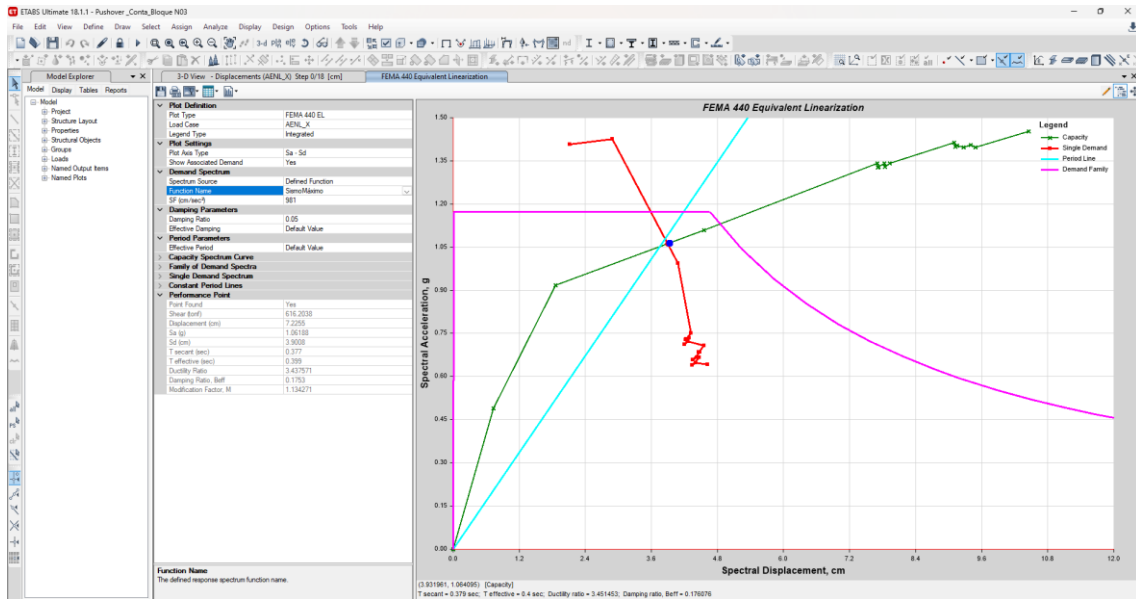 ETABS Ultimate 18.1.1 - Pushover _Conta_Bloque N03
File Edit View Define Draw Select Assign Analyze Display Design Options Tools Help
Model Explorer
3-D View - Displacements (AENL_X) Step 0/18 [cm]
FEMA 440 Equivalent Linearization
Model Display Tables Reports
Model
Project
Structure Layout
Properties
Structural Objects
Groups
Loads
Named Output Items
Named Plots
Plot Definition
Plot Type FEMA 440 EL
Load Case AENL_X
Legend Type Integrated
Plot Settings
Plot Axis Type Sa - Sd
Show Associated Demand Yes
Demand Spectrum
Spectrum Source Defined Function
Function Name SismoMáximo
SF (cm/sec²) 981
Damping Parameters
Damping Ratio 0.05
Effective Damping Default Value
Period Parameters
Effective Period Default Value
Capacity Spectrum Curve
Family of Demand Spectra
Single Demand Spectrum
Constant Period Lines
Performance Point
Point Found Yes
Shear (tonf) 616.2038
Displacement (cm) 7.2255
Sa (g) 1.06188
Sd (cm) 3.9008
T secant (sec) 0.377
T effective (sec) 0.399
Ductility Ratio 3.437571
Damping Ratio, Beff 0.1753
Modification Factor, M 1.134271
Function Name
The defined response spectrum function name.
FEMA 440 Equivalent Linearization
Legend
Capacity
Single Demand
Period Line
Demand Family
Spectral Acceleration, g
1.50
1.35
1.20
1.05
0.90
0.75
0.60
0.45
0.30
0.15
0.00
0.0 1.2 2.4 3.6 4.8 6.0 7.2 8.4 9.6 10.8 12.0
Spectral Displacement, cm
(3.931961, 1.064095) [Capacity]
T secant = 0.379 sec; T effective = 0.4 sec; Ductility ratio = 3.451453; Damping ratio, Beff = 0.176076